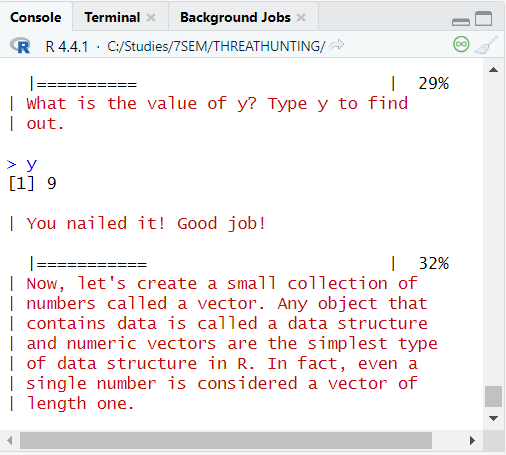 Console Terminal Background Jobs
R R 4.4.1 · C:/Studies/7SEM/THREATHUNTING/
|========== | 29%
| What is the value of y? Type y to find
| out.
> y
[1] 9
| You nailed it! Good job!
|=========== | 32%
| Now, let's create a small collection of
| numbers called a vector. Any object that
| contains data is called a data structure
| and numeric vectors are the simplest type
| of data structure in R. In fact, even a
| single number is considered a vector of
| length one.